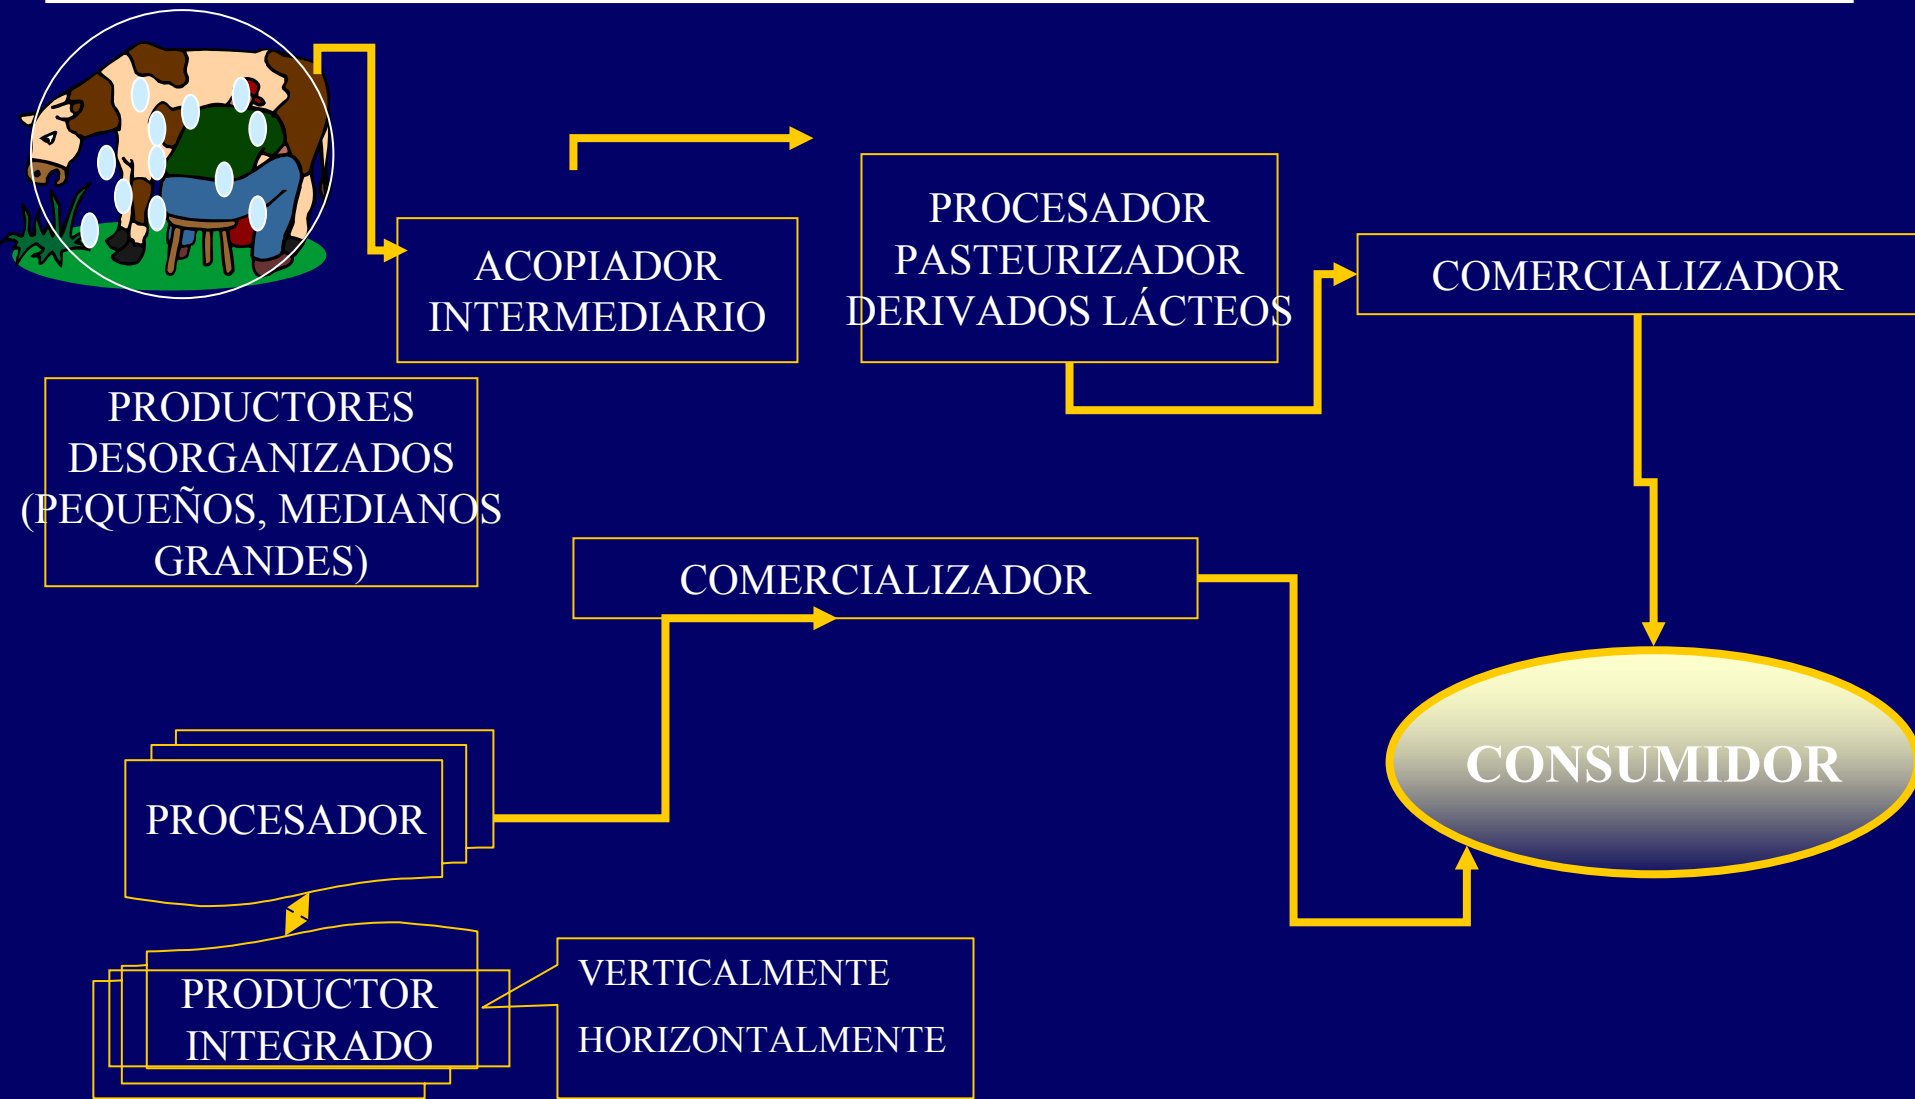 ACOPIADOR
INTERMEDIARIO
PROCESADOR
PASTEURIZADOR
DERIVADOS LÁCTEOS
COMERCIALIZADOR
PRODUCTORES
DESORGANIZADOS
(PEQUEÑOS, MEDIANOS
GRANDES)
COMERCIALIZADOR
CONSUMIDOR
PROCESADOR
PRODUCTOR
INTEGRADO
VERTICALMENTE
HORIZONTALMENTE